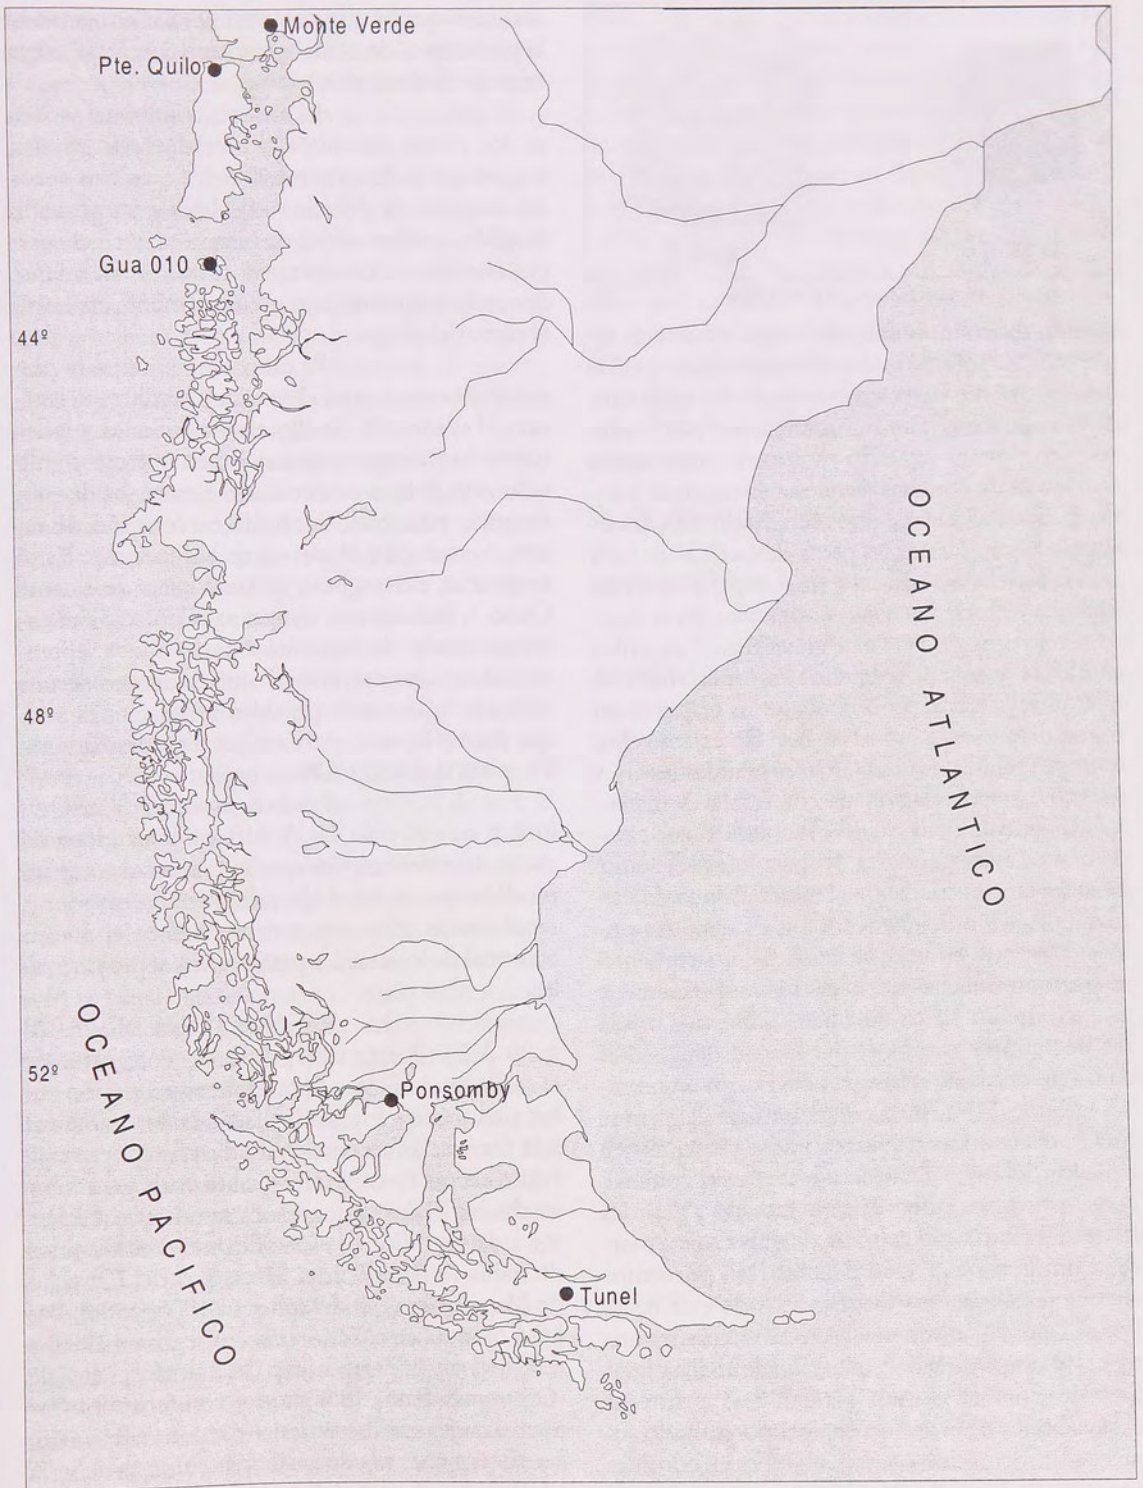 Monte Verde
Pte. Quilo
Gua 010
44º
48º
OCEANO ATLANTICO
52º
OCEANO PACIFICO
Ponsomby
Tunel